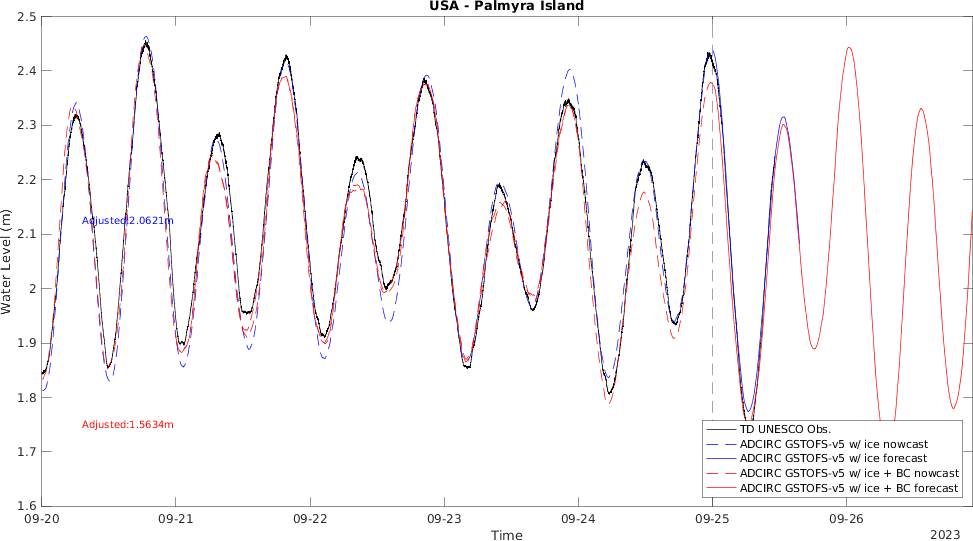 USA - Palmyra Island
2.5
2.4
2.3
2.2
2.1
2
1.9
1.8
1.7
1.6
Water Level (m)
Adjusted:2.0621m
Adjusted:1.5634m
TD UNESCO Obs.
ADCIRC GSTOFS-v5 w/ ice nowcast
ADCIRC GSTOFS-v5 w/ ice forecast
ADCIRC GSTOFS-v5 w/ ice + BC nowcast
ADCIRC GSTOFS-v5 w/ ice + BC forecast
09-20 09-21 09-22 09-23 09-24 09-25 09-26
Time
2023